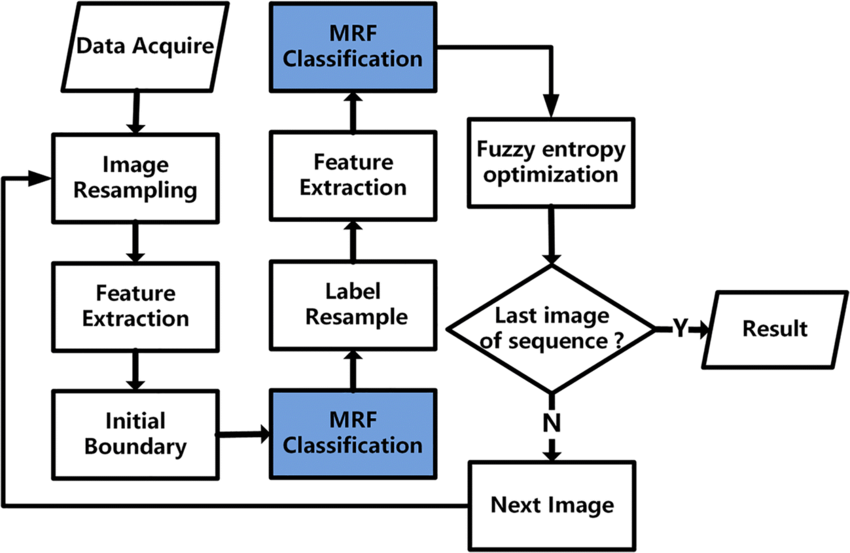 Data Acquire
Image
Resampling
Feature
Extraction
Initial
Boundary
MRF
Classification
Label
Resample
Feature
Extraction
MRF
Classification
Fuzzy entropy
optimization
Last image
of sequence ?
Y
Result
N
Next Image